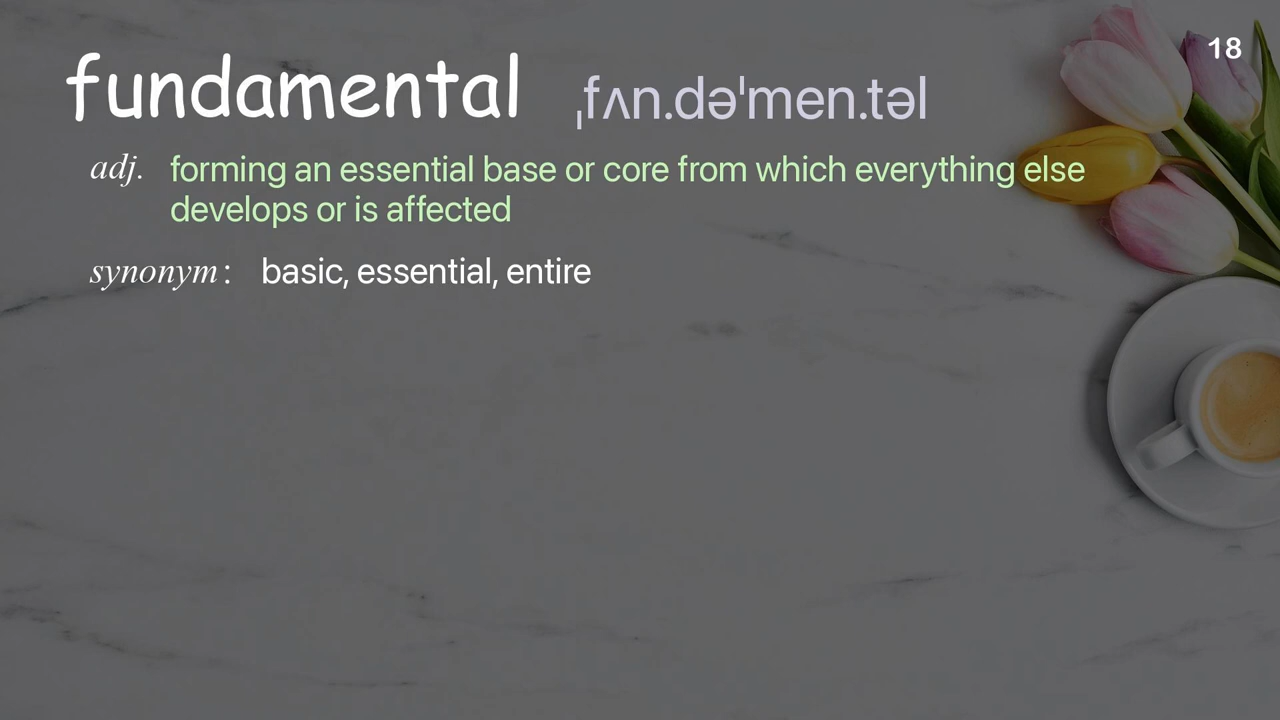 18
fundamental ˌfʌn.dəˈmen.təl
adj. forming an essential base or core from which everything else
develops or is affected
synonym : basic, essential, entire